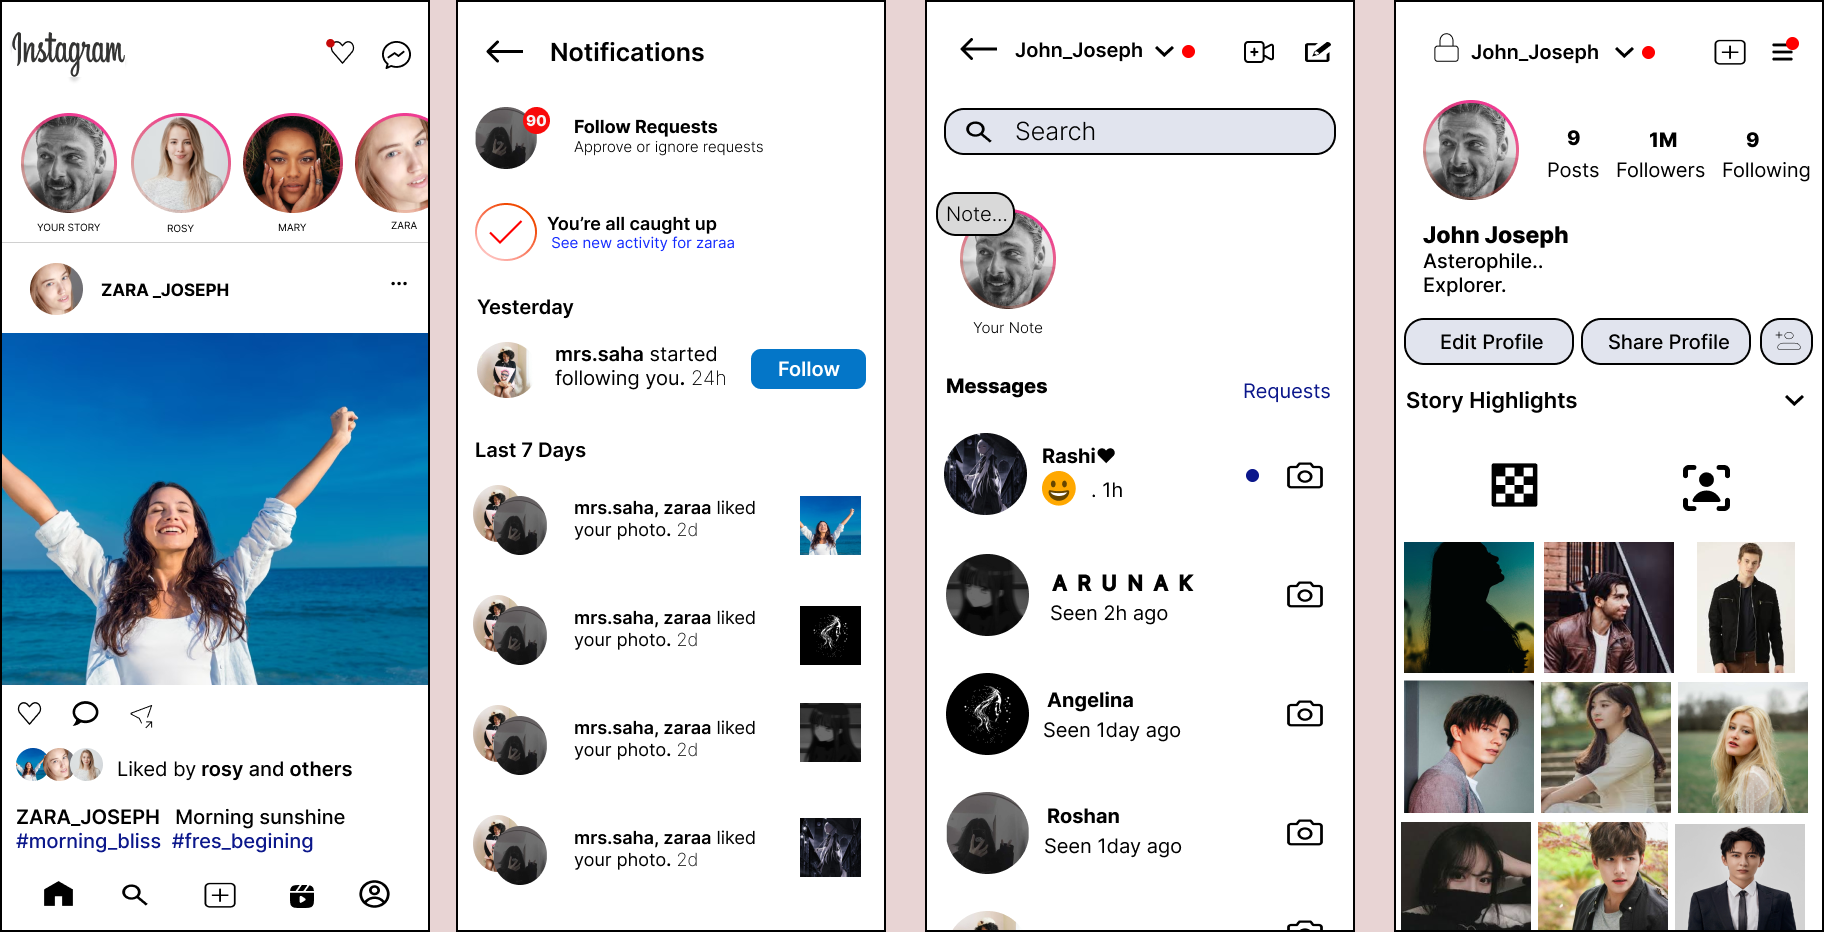 Instagram
YOUR STORY
ROSY
MARY
ZARA
ZARA _JOSEPH
...
Liked by rosy and others
ZARA_JOSEPH Morning sunshine
#morning_bliss #fres_begining
Notifications
90
Follow Requests
Approve or ignore requests
You're all caught up
See new activity for zaraa
Yesterday
mrs.saha started
following you. 24h
Follow
Last 7 Days
mrs.saha, zaraa liked
your photo. 2d
mrs.saha, zaraa liked
your photo. 2d
mrs.saha, zaraa liked
your photo. 2d
mrs.saha, zaraa liked
your photo. 2d
John_Joseph
Search
Note...
Your Note
Messages
Requests
Rashi♥
😀 . 1h
A R U N A K
Seen 2h ago
Angelina
Seen 1day ago
Roshan
Seen 1day ago
John_Joseph
9 1M 9
Posts Followers Following
John Joseph
Asterophile..
Explorer.
Edit Profile
Share Profile
Story Highlights